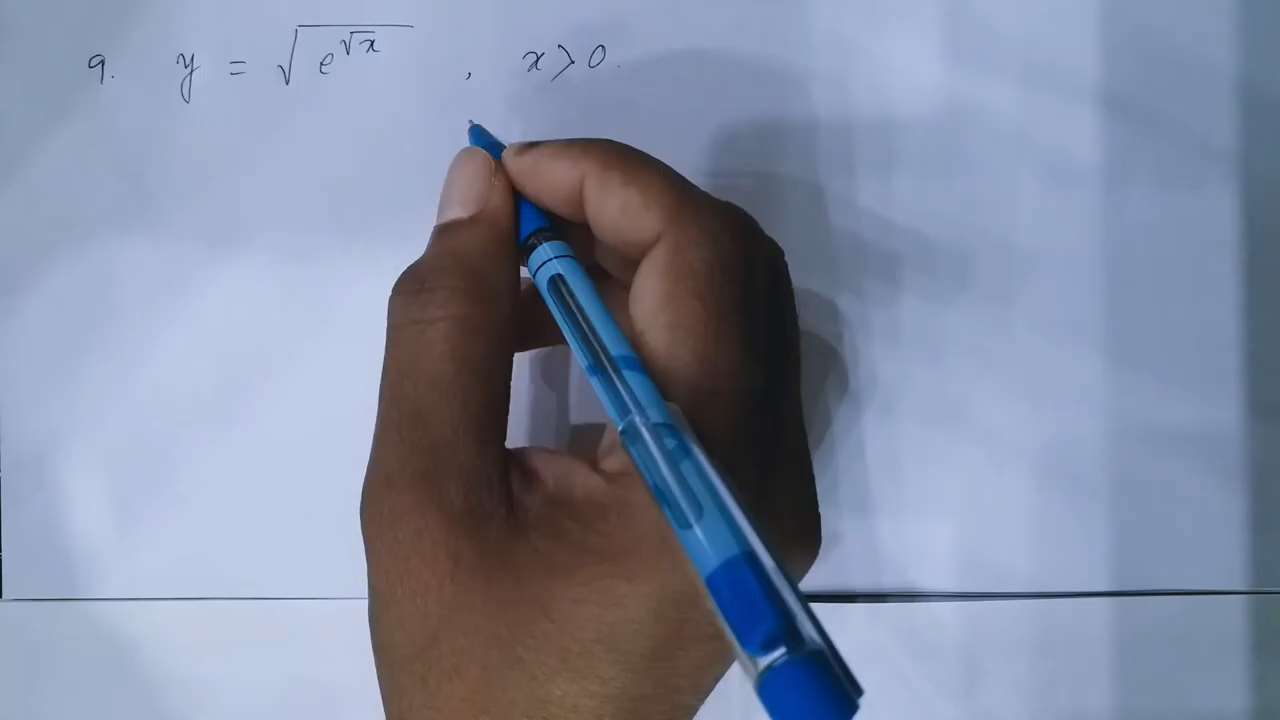 9. y = √(e^√x) , x>0.